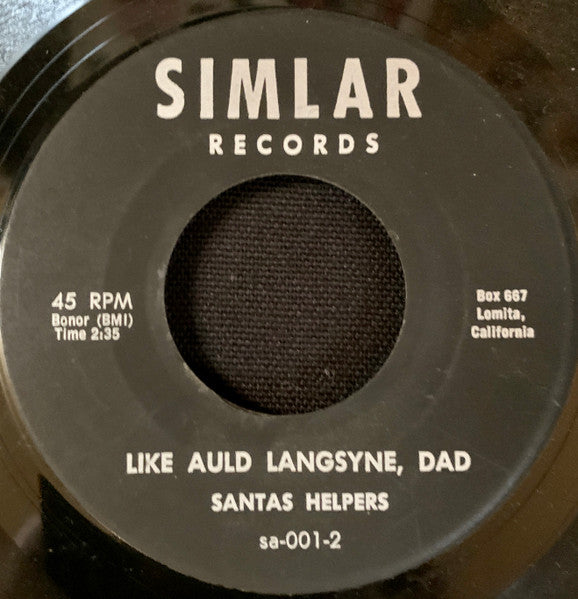 SIMLAR
RECORDS
45 RPM
Bonor (BMI)
Time 2:35
Box 667
Lomita,
California
LIKE AULD LANGSYNE, DAD
SANTAS HELPERS
sa-001-2